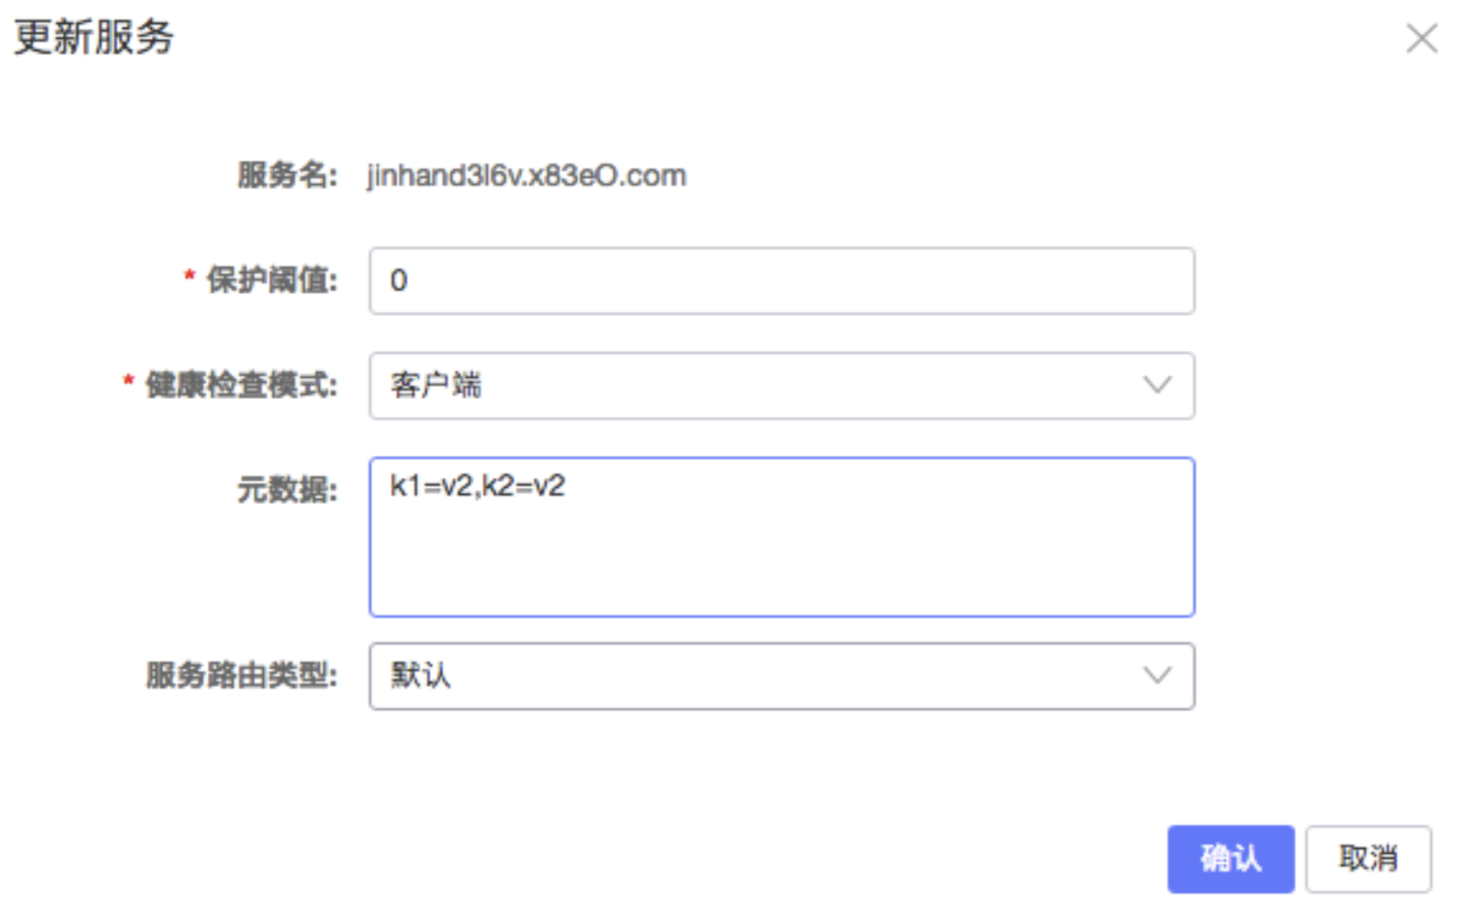 更新服务
服务名: jinhand3l6v.x83eO.com
* 保护阈值: 0
* 健康检查模式: 客户端
元数据: k1=v2,k2=v2
服务路由类型: 默认
确认 取消